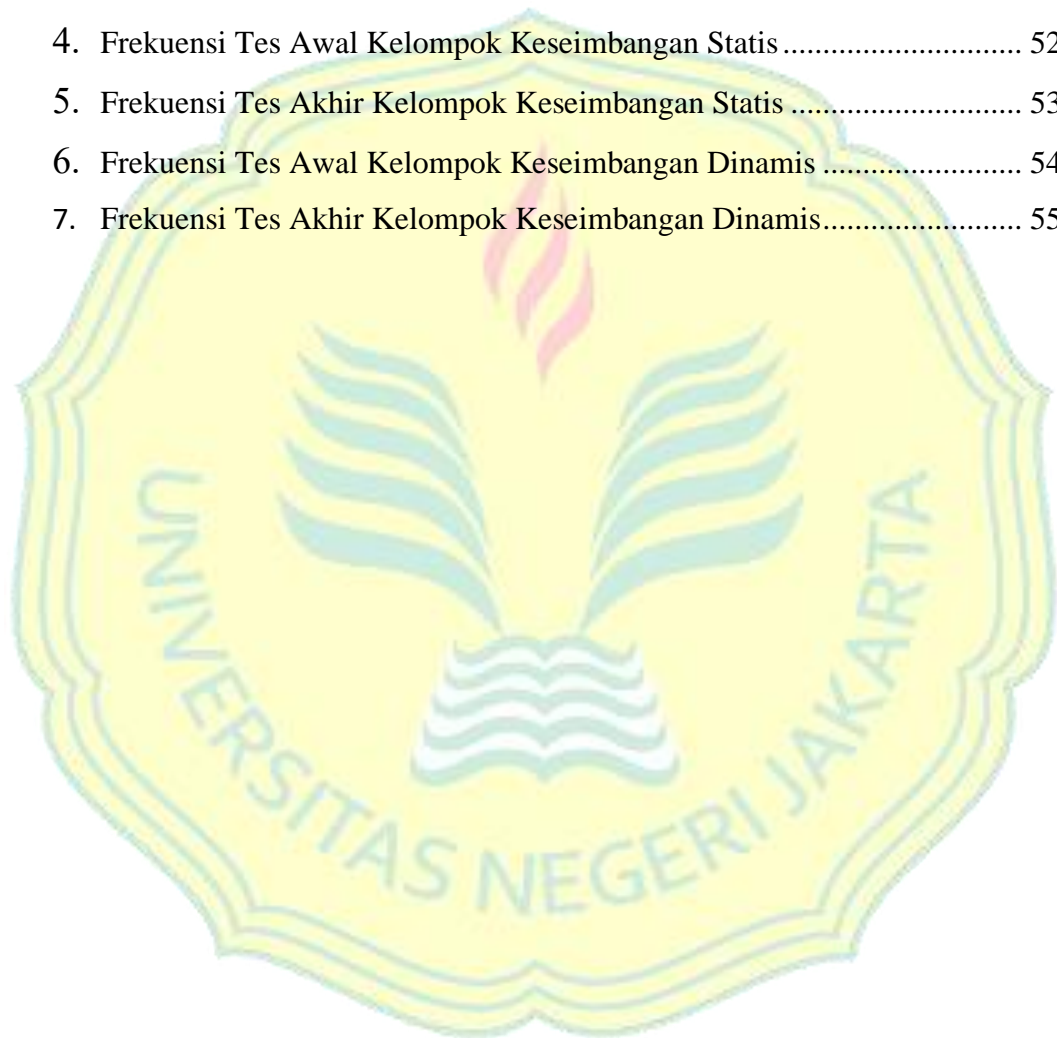 4. Frekuensi Tes Awal Kelompok Keseimbangan Statis ............................ 52
5. Frekuensi Tes Akhir Kelompok Keseimbangan Statis ........................... 53
6. Frekuensi Tes Awal Kelompok Keseimbangan Dinamis ........................ 54
7. Frekuensi Tes Akhir Kelompok Keseimbangan Dinamis........................ 55
UNIVERSITAS NEGERI JAKARTA